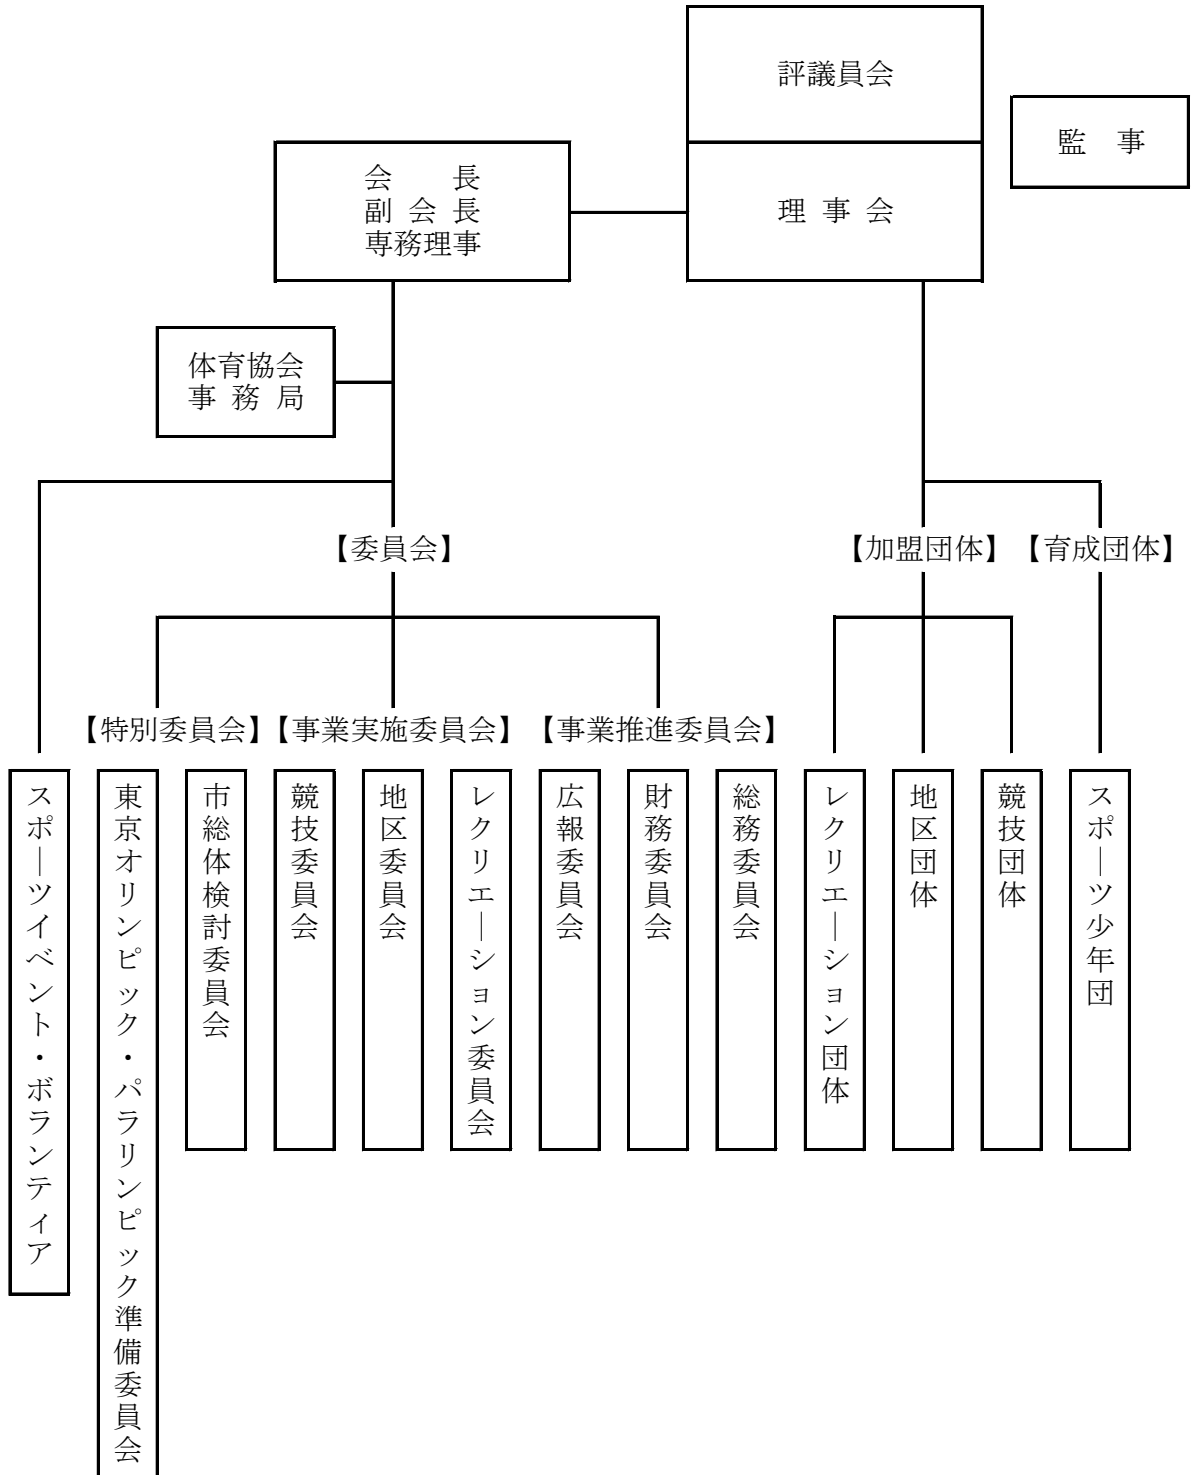 評議員会
監　事
会　　長
副 会 長
専務理事
理 事 会
体育協会
事 務 局
【委員会】
【加盟団体】
【育成団体】
【特別委員会】
【事業実施委員会】
【事業推進委員会】
スポーツイベント・ボランティア
東京オリンピック・パラリンピック準備委員会
市総体検討委員会
競技委員会
地区委員会
レクリエーション委員会
広報委員会
財務委員会
総務委員会
レクリエーション団体
地区団体
競技団体
スポーツ少年団